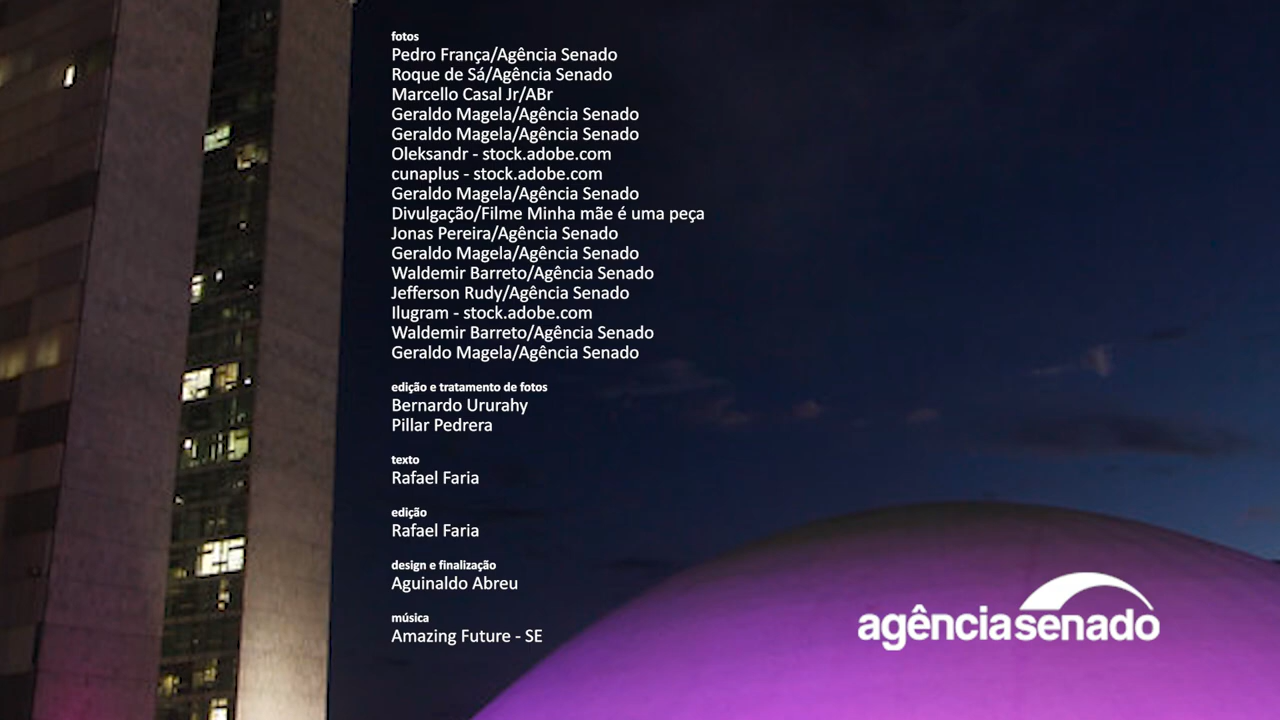 fotos
Pedro França/Agência Senado
Roque de Sá/Agência Senado
Marcello Casal Jr/ABr
Geraldo Magela/Agência Senado
Geraldo Magela/Agência Senado
Oleksandr - stock.adobe.com
cunaplus - stock.adobe.com
Geraldo Magela/Agência Senado
Divulgação/Filme Minha mãe é uma peça
Jonas Pereira/Agência Senado
Geraldo Magela/Agência Senado
Waldemir Barreto/Agência Senado
Jefferson Rudy/Agência Senado
Ilugram - stock.adobe.com
Waldemir Barreto/Agência Senado
Geraldo Magela/Agência Senado
edição e tratamento de fotos
Bernardo Ururahy
Pillar Pedrera
texto
Rafael Faria
edição
Rafael Faria
design e finalização
Aguinaldo Abreu
música
Amazing Future - SE
agênciasenado